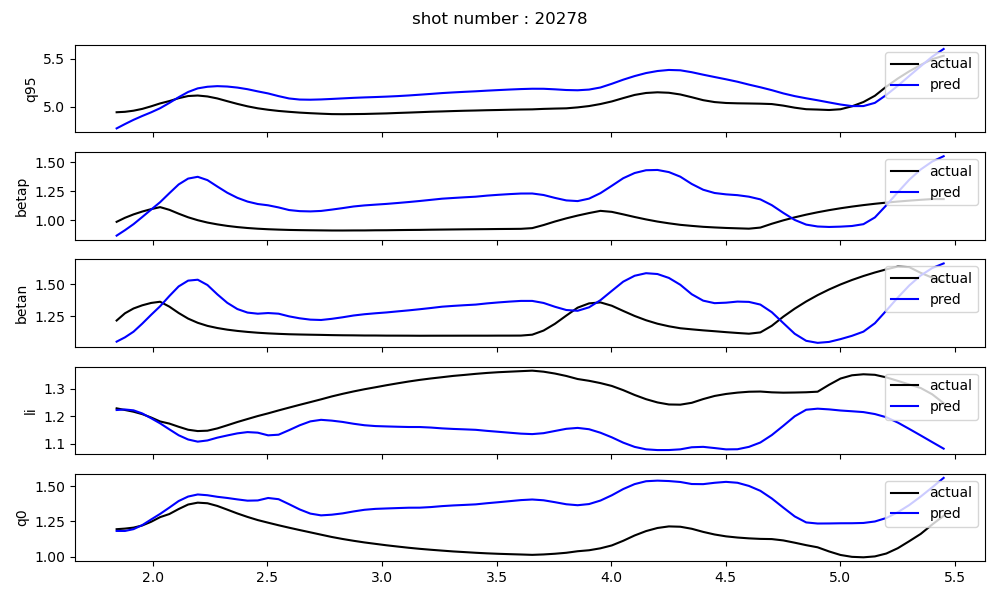 shot number : 20278
q95
5.5
5.0
actual
pred
betap
1.50
1.25
1.00
actual
pred
betan
1.50
1.25
actual
pred
li
1.3
1.2
1.1
actual
pred
q0
1.50
1.25
1.00
actual
pred
2.0 2.5 3.0 3.5 4.0 4.5 5.0 5.5